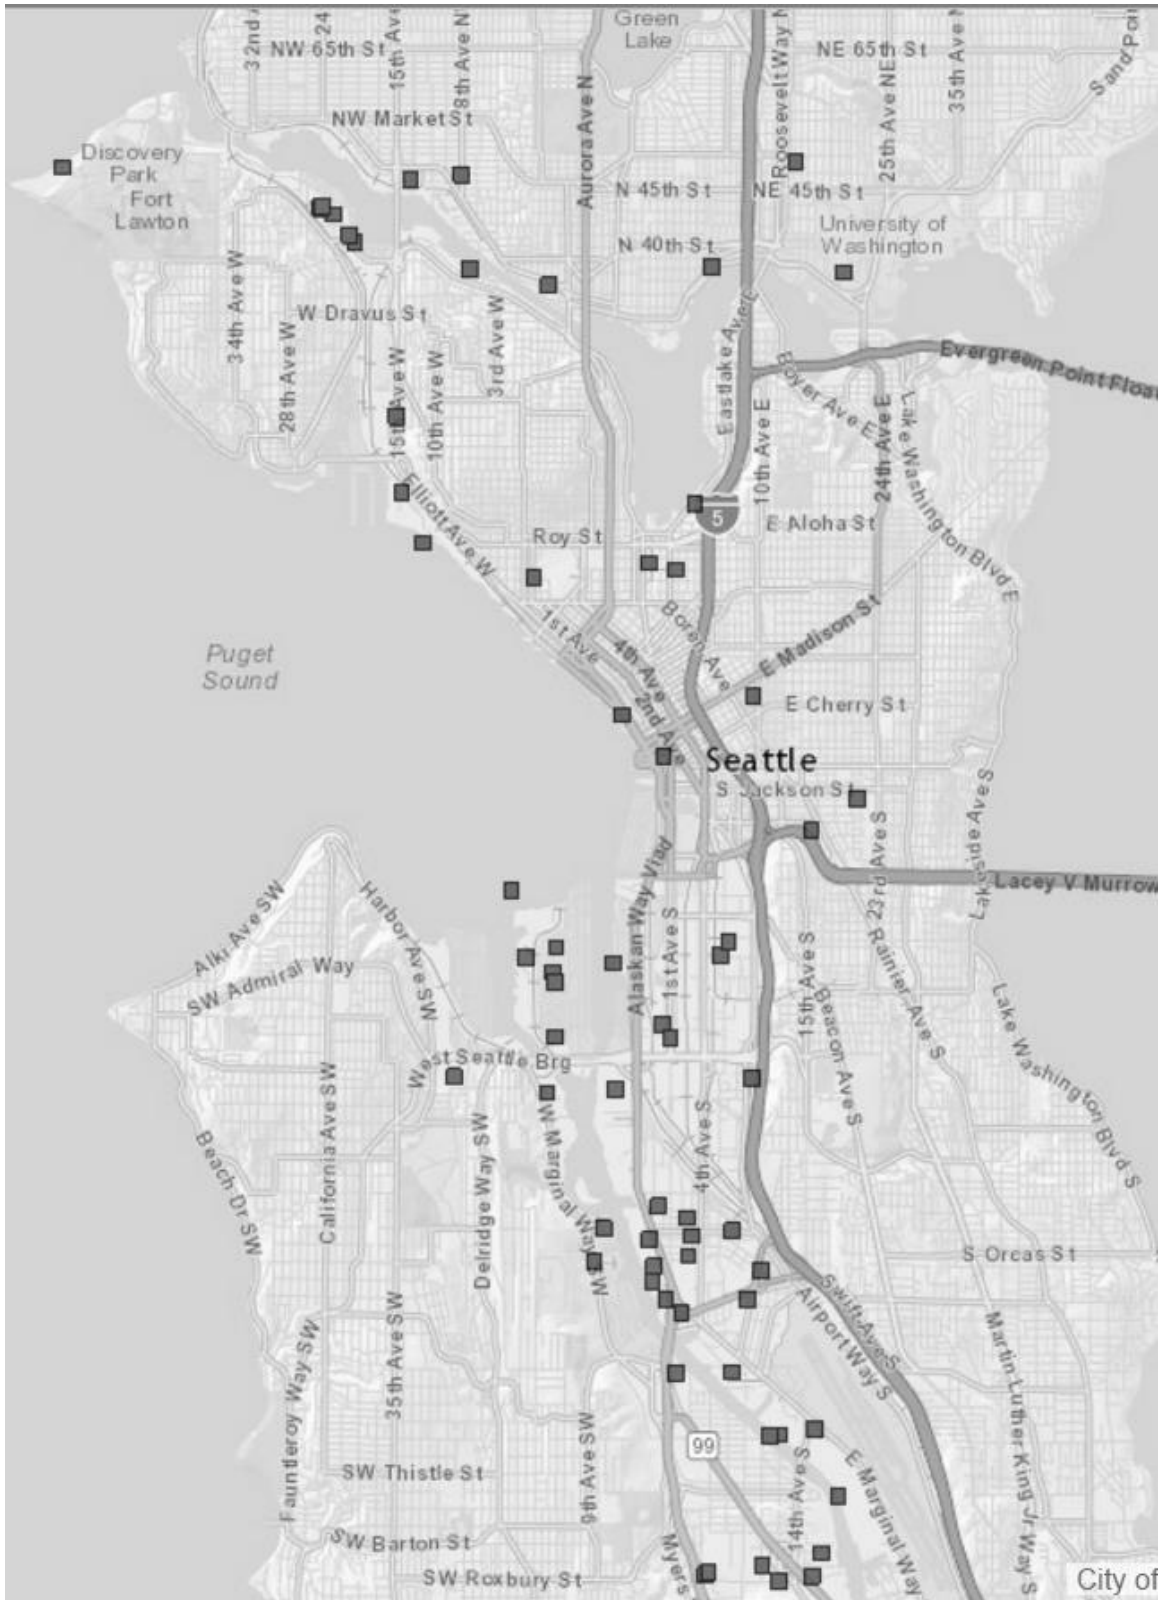 Green
Lake
32nd A
24
15th Ave
8th Ave N
NW 65th St
Aurora Ave N
Roosevelt Way N
NE 65th St
25th Ave NE
35th Ave N
Sand Poi
NW Market St
Discovery
Park
Fort
Lawton
N 45th St
NE 45th St
University of
Washington
N 40th St
34th Ave W
28th Ave W
W Dravus St
15th Ave W
10th Ave W
3rd Ave W
Eastlake Ave E
Boyer Ave E
Evergreen Point Float
10th Ave E
24th Ave E
Lake Washington Blvd E
Elliott Ave W
Roy St
5
E Aloha St
1st Ave
4th Ave
2nd Ave
Boren Ave
E Madison St
Puget
Sound
E Cherry St
Seattle
S Jackson St
23rd Ave S
Lakeside Ave S
Lacey V Murrow
Alki Ave SW
Harbor Ave SW
SW Admiral Way
Alaskan Way Viad
1st Ave S
15th Ave S
Beacon Ave S
Rainier Ave S
Lake Washington Blvd S
West Seattle Brg
California Ave SW
Beach Dr SW
Delridge Way SW
W Marginal Way SW
4th Ave S
S Orcas St
Swift Ave S
Airport Way S
Martin Luther King Jr Way S
Fauntleroy Way SW
35th Ave SW
9th Ave SW
99
14th Ave S
E Marginal Way
SW Thistle St
SW Barton St
SW Roxbury St
Myers
City of